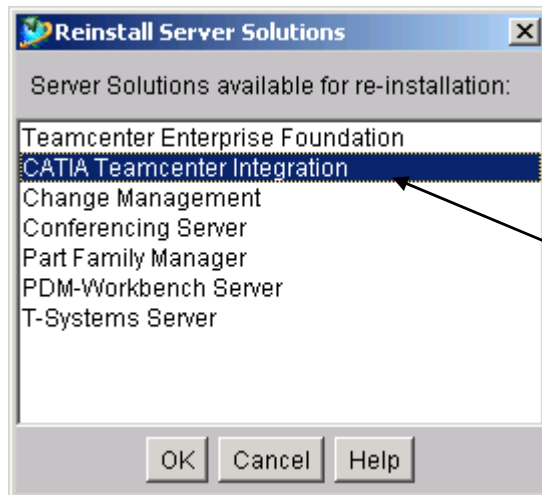 Reinstall Server Solutions
Server Solutions available for re-installation:
Teamcenter Enterprise Foundation
CATIA Teamcenter Integration
Change Management
Conferencing Server
Part Family Manager
PDM-Workbench Server
T-Systems Server
OK Cancel Help